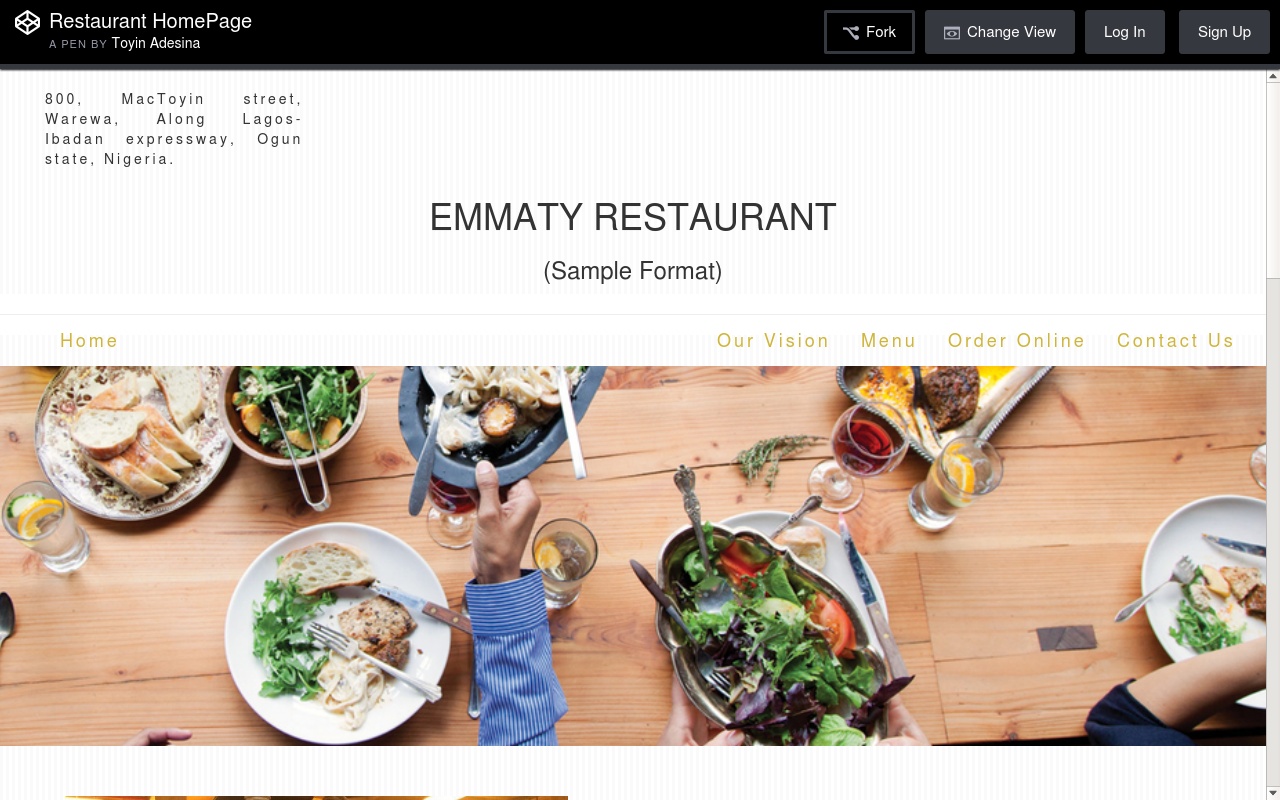 Restaurant HomePage
A PEN BY Toyin Adesina
Fork
Change View
Log In
Sign Up
800, MacToyin street,
Warewa, Along Lagos-
Ibadan expressway, Ogun
state, Nigeria.
EMMATY RESTAURANT
(Sample Format)
Home
Our Vision
Menu
Order Online
Contact Us